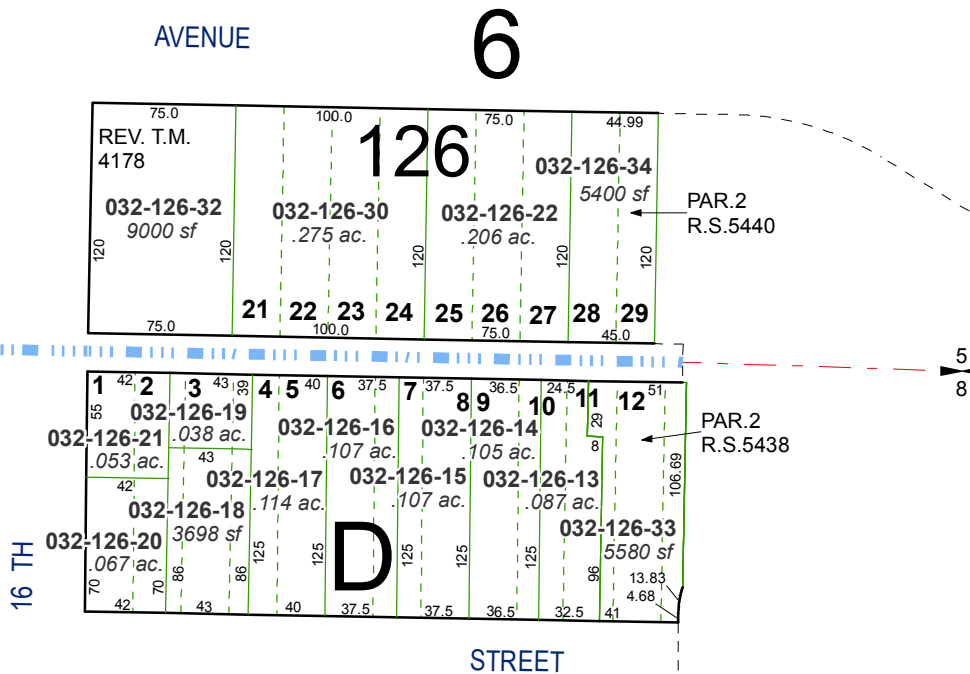 AVENUE
6
75.0 100.0 75.0 44.99
REV. T.M.
4178
126
032-126-34
5400 sf
PAR.2
R.S.5440
032-126-32
9000 sf
032-126-30
.275 ac.
032-126-22
.206 ac.
120 120 120 120 120
21 22 23 24 25 26 27 28 29
75.0 100.0 75.0 45.0
5
8
1 42 2 3 43 39 4 5 40 6 37.5 7 37.5 8 9 36.5 10 24.5 11 12 51
55
29
8
032-126-19
.038 ac.
43
032-126-21
.053 ac.
42
032-126-16
.107 ac.
032-126-14
.105 ac.
PAR.2
R.S.5438
106.69
032-126-17
.114 ac.
032-126-15
.107 ac.
032-126-13
.087 ac.
032-126-18
3698 sf
032-126-20
.067 ac.
D
032-126-33
5580 sf
13.83
4.68
70 70 86 86 125 125 125 125 125 96
42 43 40 37.5 37.5 36.5 32.5 41
16 TH
STREET